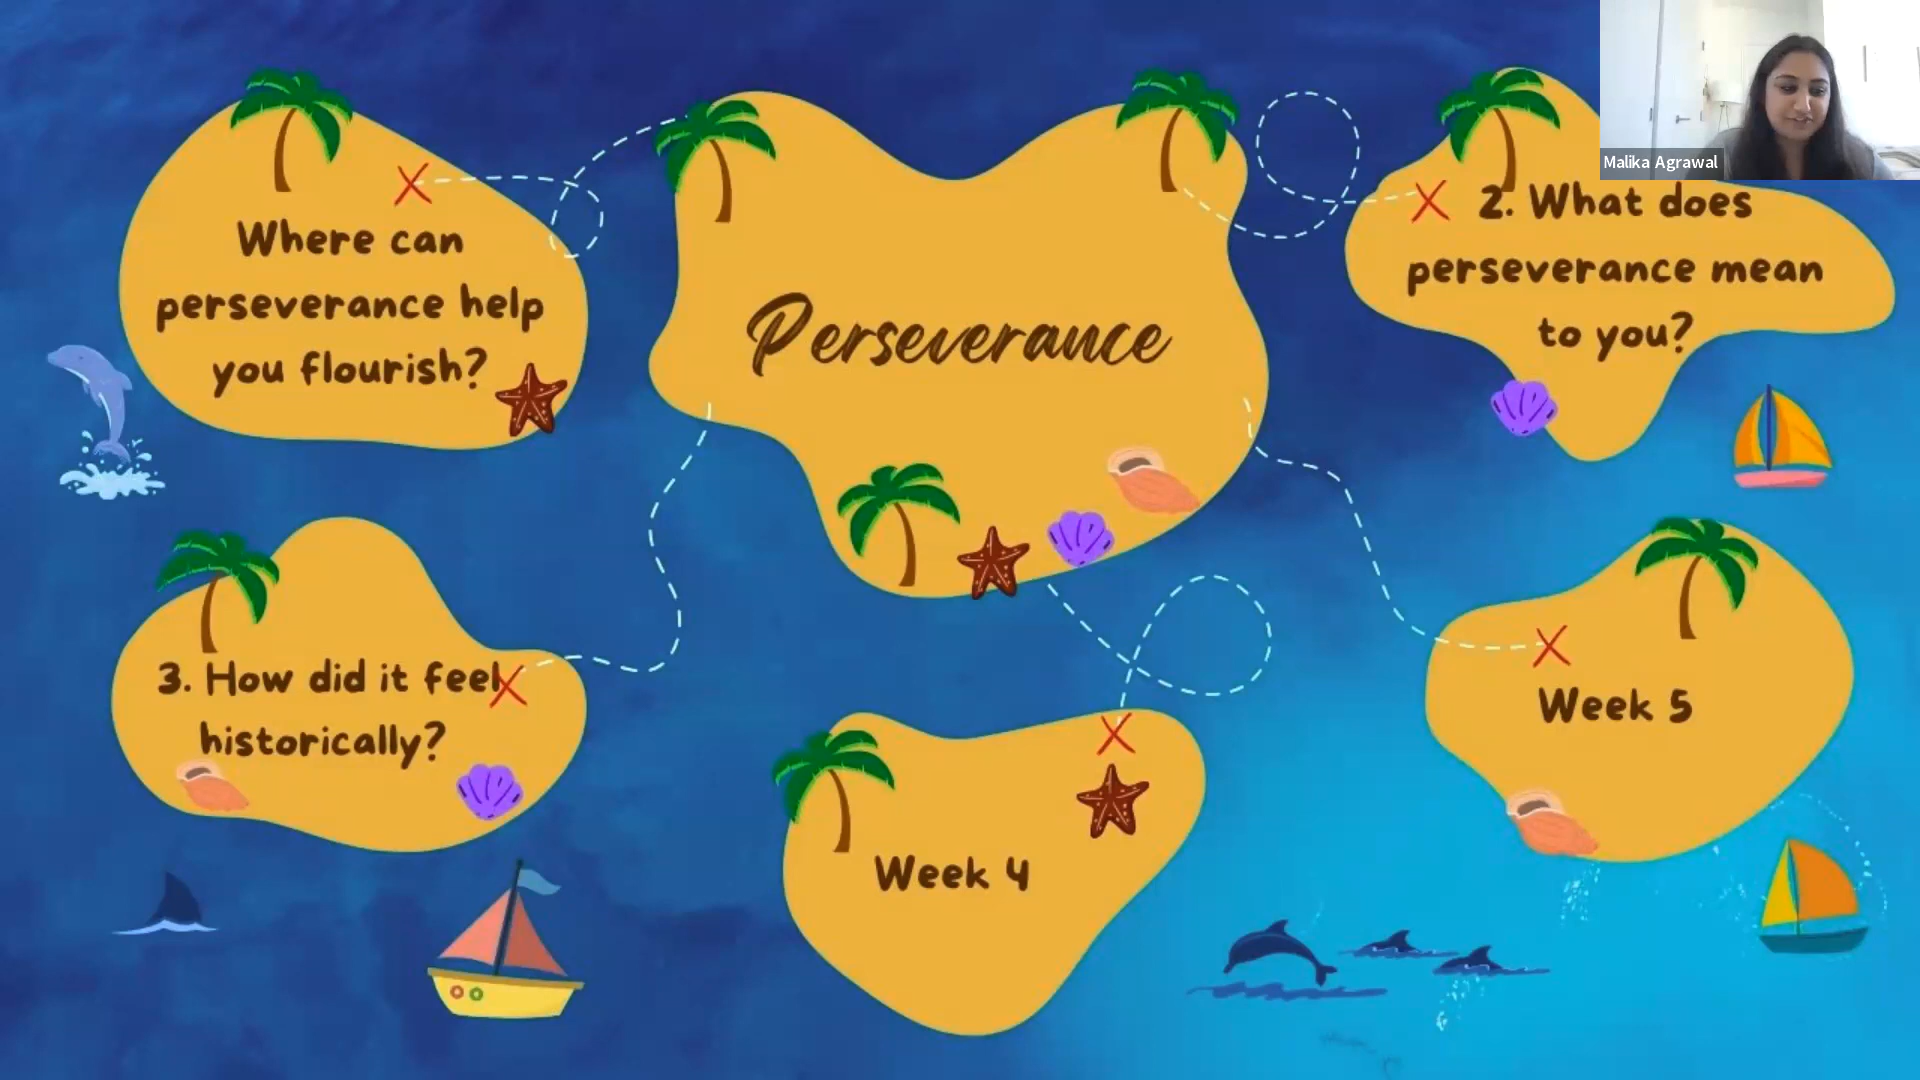 Malika Agrawal
Where can
perseverance help
you flourish?
Perseverance
2. What does
perseverance mean
to you?
3. How did it feel
historically?
Week 4
Week 5